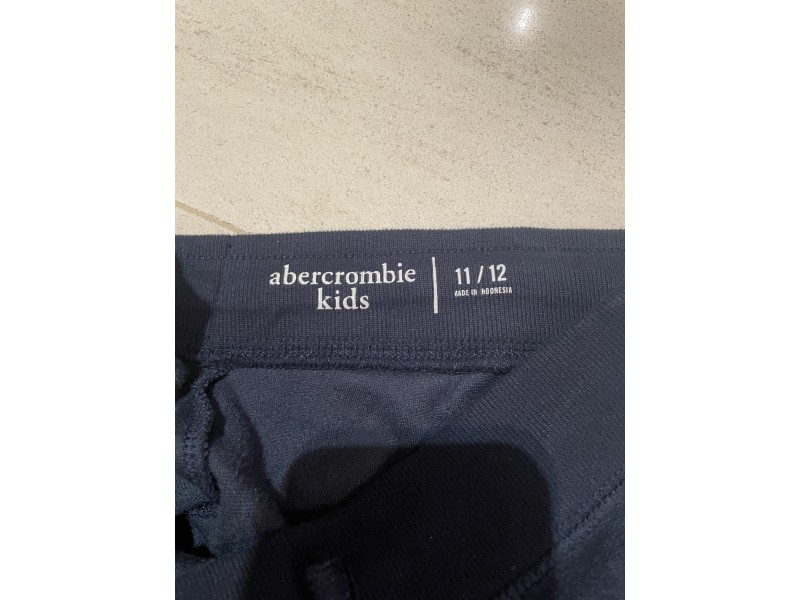 abercrombie
kids
11 / 12
MADE IN INDONESIA